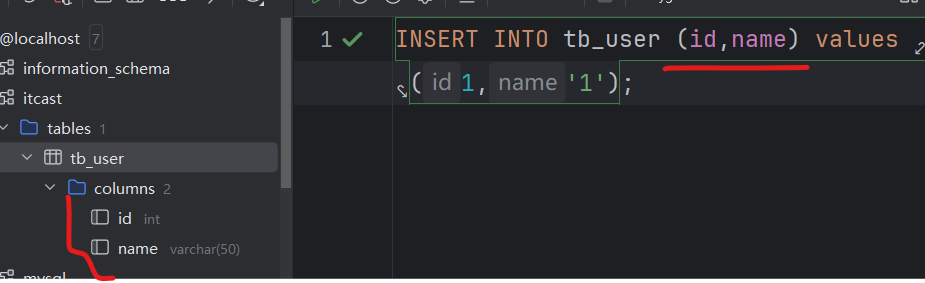 @localhost 7
information_schema
itcast
tables 1
tb_user
columns 2
id int
name varchar(50)
1 INSERT INTO tb_user (id,name) values
(id 1, name '1');